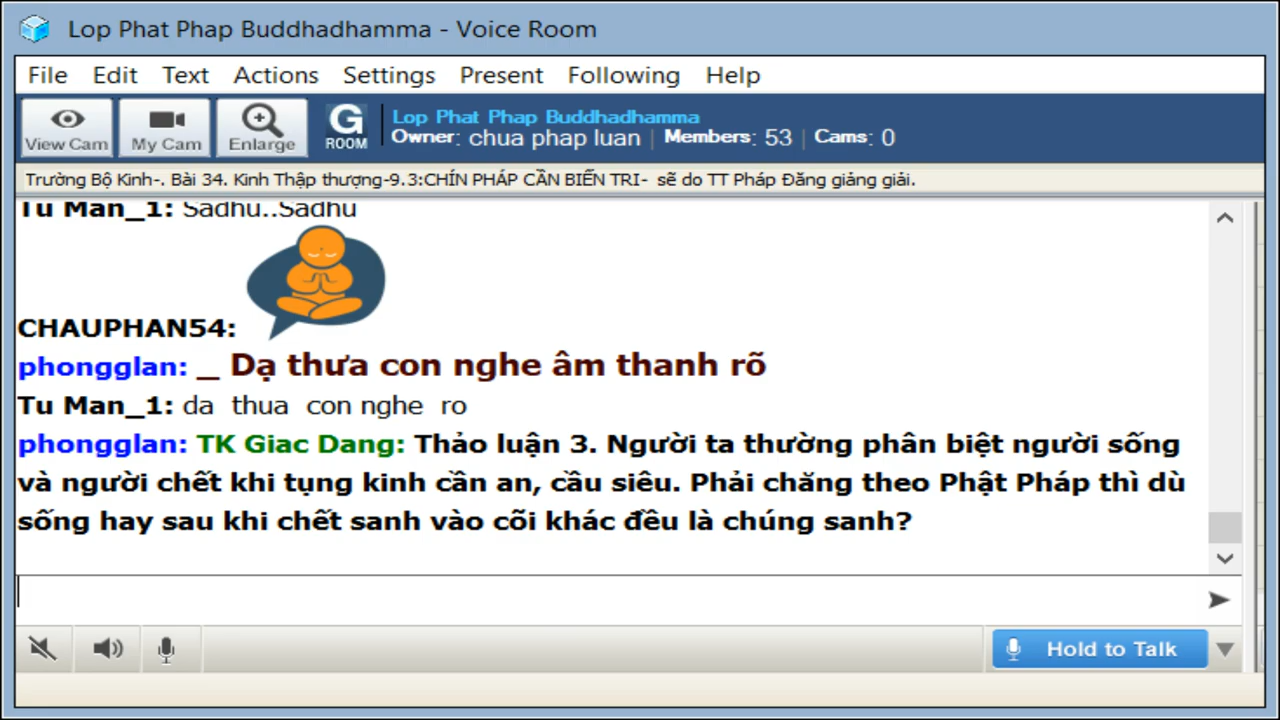 Lop Phat Phap Buddhadhamma - Voice Room
File Edit Text Actions Settings Present Following Help
View Cam My Cam Enlarge G ROOM Lop Phat Phap Buddhadhamma
Owner: chua phap luan | Members: 53 | Cams: 0
Trường Bộ Kinh-. Bài 34. Kinh Thập thượng-9.3:CHÍN PHÁP CẦN BIẾN TRI- sẽ do TT Pháp Đăng giảng giải.
Tu Man_1: Sadhu..Sadhu
CHAUPHAN54:
phongglan: _ Dạ thưa con nghe âm thanh rõ
Tu Man_1: da thua con nghe ro
phongglan: TK Giac Dang: Thảo luận 3. Người ta thường phân biệt người sống
và người chết khi tụng kinh cần an, cầu siêu. Phải chăng theo Phật Pháp thì dù
sống hay sau khi chết sanh vào cõi khác đều là chúng sanh?
Hold to Talk